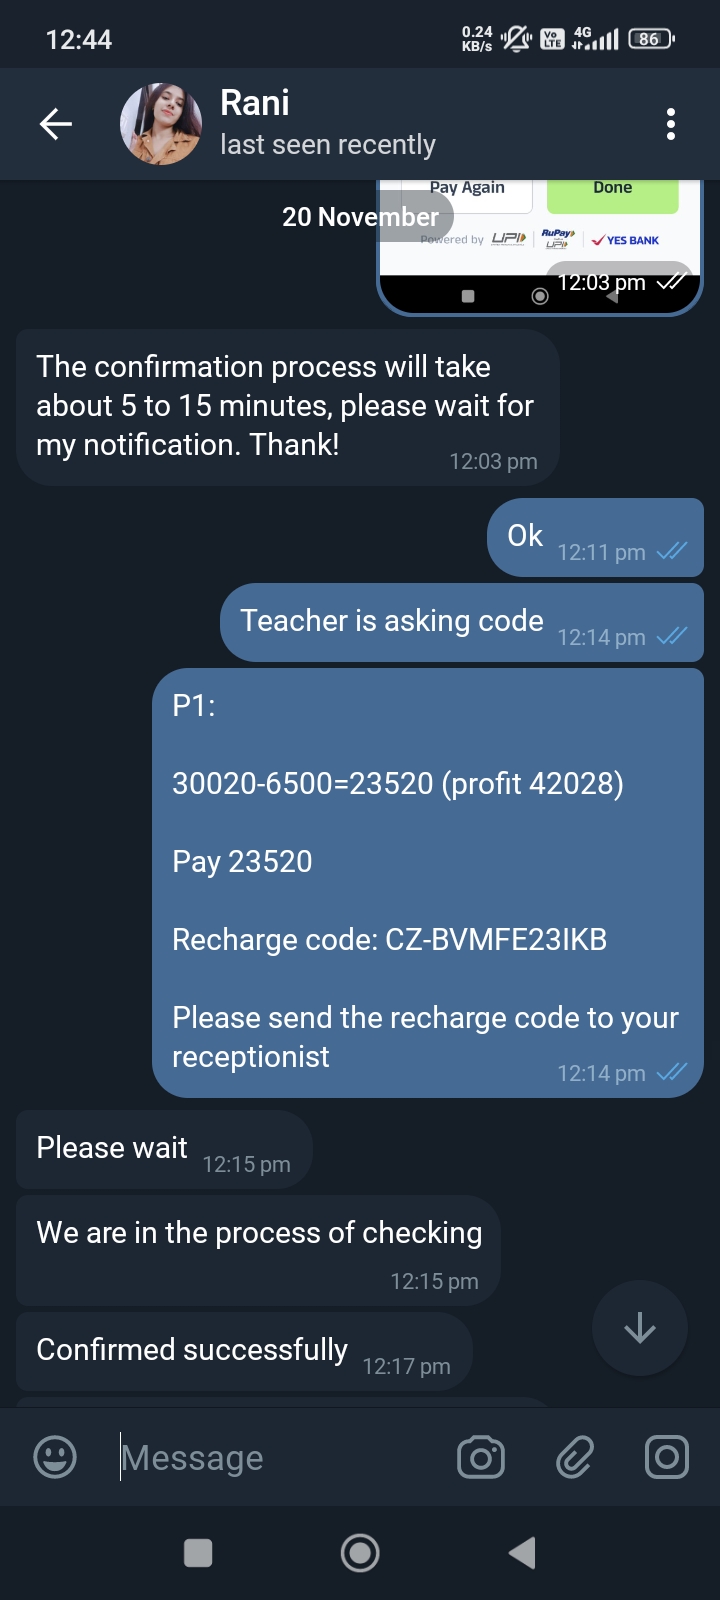 12:44
0.24
KB/s
Vo
LTE
4G
86
Rani
last seen recently
Pay Again
Done
20 November
Powered by
UPI
RuPay
UPI
YES BANK
12:03 pm
The confirmation process will take
about 5 to 15 minutes, please wait for
my notification. Thank!
12:03 pm
Ok
12:11 pm
Teacher is asking code
12:14 pm
P1:
30020-6500=23520 (profit 42028)
Pay 23520
Recharge code: CZ-BVMFE23IKB
Please send the recharge code to your
receptionist
12:14 pm
Please wait
12:15 pm
We are in the process of checking
12:15 pm
Confirmed successfully
12:17 pm
Message